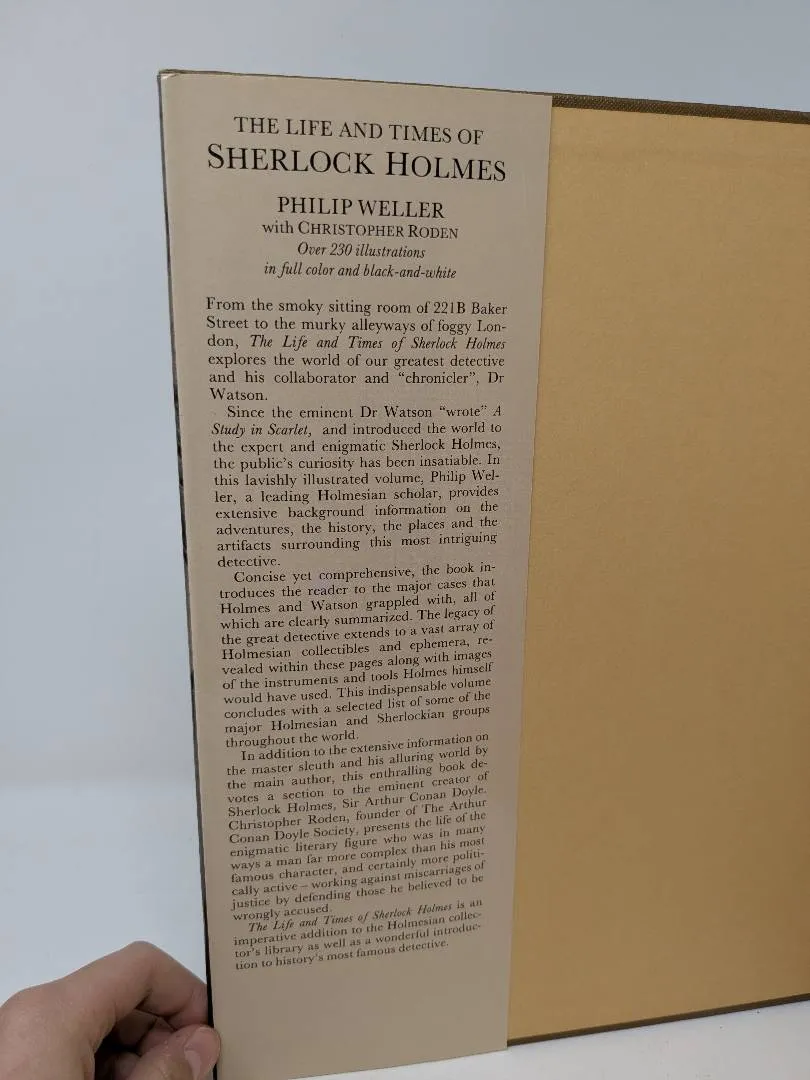 THE LIFE AND TIMES OF
SHERLOCK HOLMES
PHILIP WELLER
with CHRISTOPHER RODEN
Over 230 illustrations
in full color and black-and-white
From the smoky sitting room of 221B Baker
Street to the murky alleyways of foggy Lon-
don, The Life and Times of Sherlock Holmes
explores the world of our greatest detective
and his collaborator and “chronicler”, Dr
Watson.
Since the eminent Dr Watson “wrote” A
Study in Scarlet, and introduced the world to
the expert and enigmatic Sherlock Holmes,
the public's curiosity has been insatiable. In
this lavishly illustrated volume, Philip Wel-
ler, a leading Holmesian scholar, provides
extensive background information on the
adventures, the history, the places and the
artifacts surrounding this most intriguing
detective.
Concise yet comprehensive, the book in-
troduces the reader to the major cases that
Holmes and Watson grappled with, all of
which are clearly summarized. The legacy of
the great detective extends to a vast array of
Holmesian collectibles and ephemera, re-
vealed within these pages along with images
of the instruments and tools Holmes himself
would have used. This indispensable volume
concludes with a selected list of some of the
major Holmesian and Sherlockian groups
throughout the world.
In addition to the extensive information on
the master sleuth and his alluring world by
the main author, this enthralling book de-
votes a section to the eminent creator of
Sherlock Holmes, Sir Arthur Conan Doyle.
Christopher Roden, founder of The Arthur
Conan Doyle Society, presents the life of the
enigmatic literary figure who was in many
ways a man far more complex than his most
famous character, and certainly more politi-
cally active – working against miscarriages of
justice by defending those he believed to be
wrongly accused.
The Life and Times of Sherlock Holmes is an
imperative addition to the Holmesian collec-
tor's library as well as a wonderful introduc-
tion to history's most famous detective.